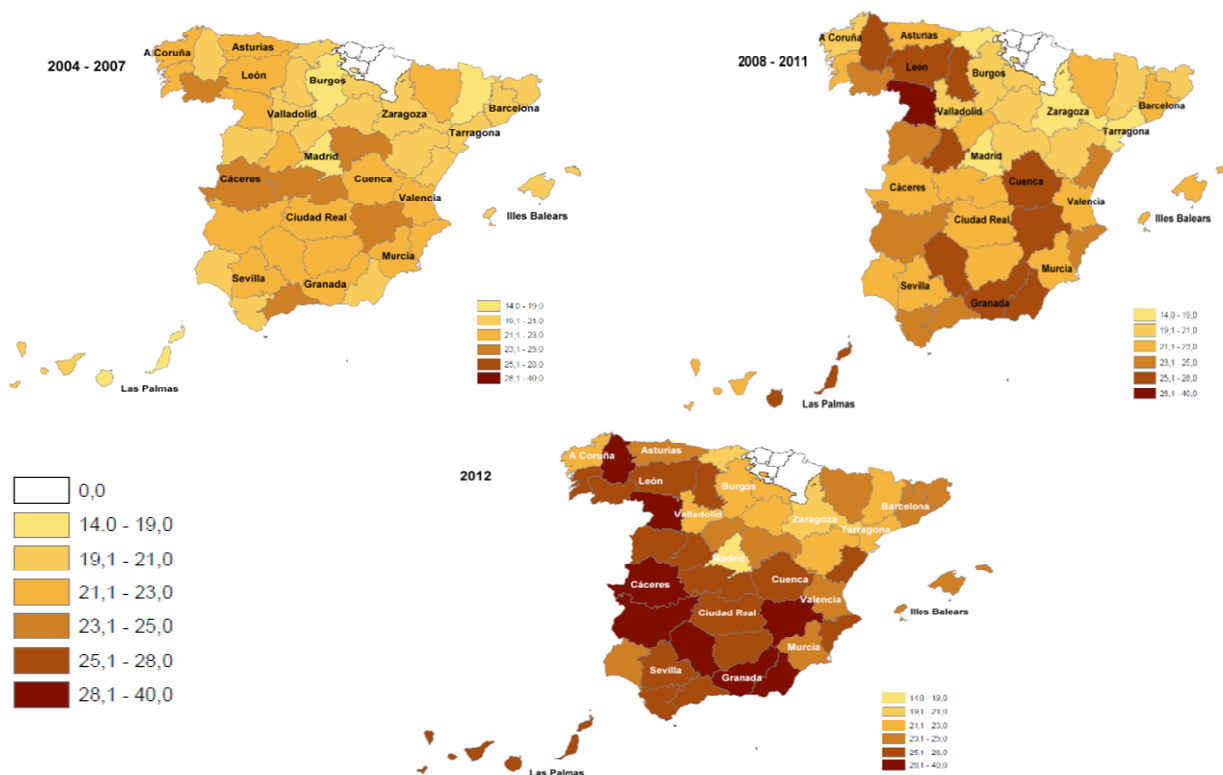 2004 - 2007
A Coruña
Asturias
León
Burgos
Valladolid
Zaragoza
Barcelona
Tarragona
Madrid
Cáceres
Cuenca
Valencia
Ciudad Real
Illes Balears
Murcia
Sevilla
Granada
Las Palmas
14.0 - 19,0
19,1 - 21,0
21,1 - 23,0
23,1 - 25,0
25,1 - 28,0
28,1 - 40,0
2008 - 2011
A Coruña
Asturias
León
Burgos
Valladolid
Zaragoza
Barcelona
Tarragona
Madrid
Cáceres
Cuenca
Valencia
Ciudad Real
Illes Balears
Murcia
Sevilla
Granada
Las Palmas
14.0 - 19,0
19,1 - 21,0
21,1 - 23,0
23,1 - 25,0
25,1 - 28,0
28,1 - 40,0
2012
A Coruña
Asturias
León
Burgos
Valladolid
Zaragoza
Barcelona
Tarragona
Madrid
Cáceres
Cuenca
Valencia
Ciudad Real
Illes Balears
Murcia
Sevilla
Granada
Las Palmas
14.0 - 19,0
19,1 - 21,0
21,1 - 23,0
23,1 - 25,0
25,1 - 28,0
28,1 - 40,0
0,0
14.0 - 19,0
19,1 - 21,0
21,1 - 23,0
23,1 - 25,0
25,1 - 28,0
28,1 - 40,0